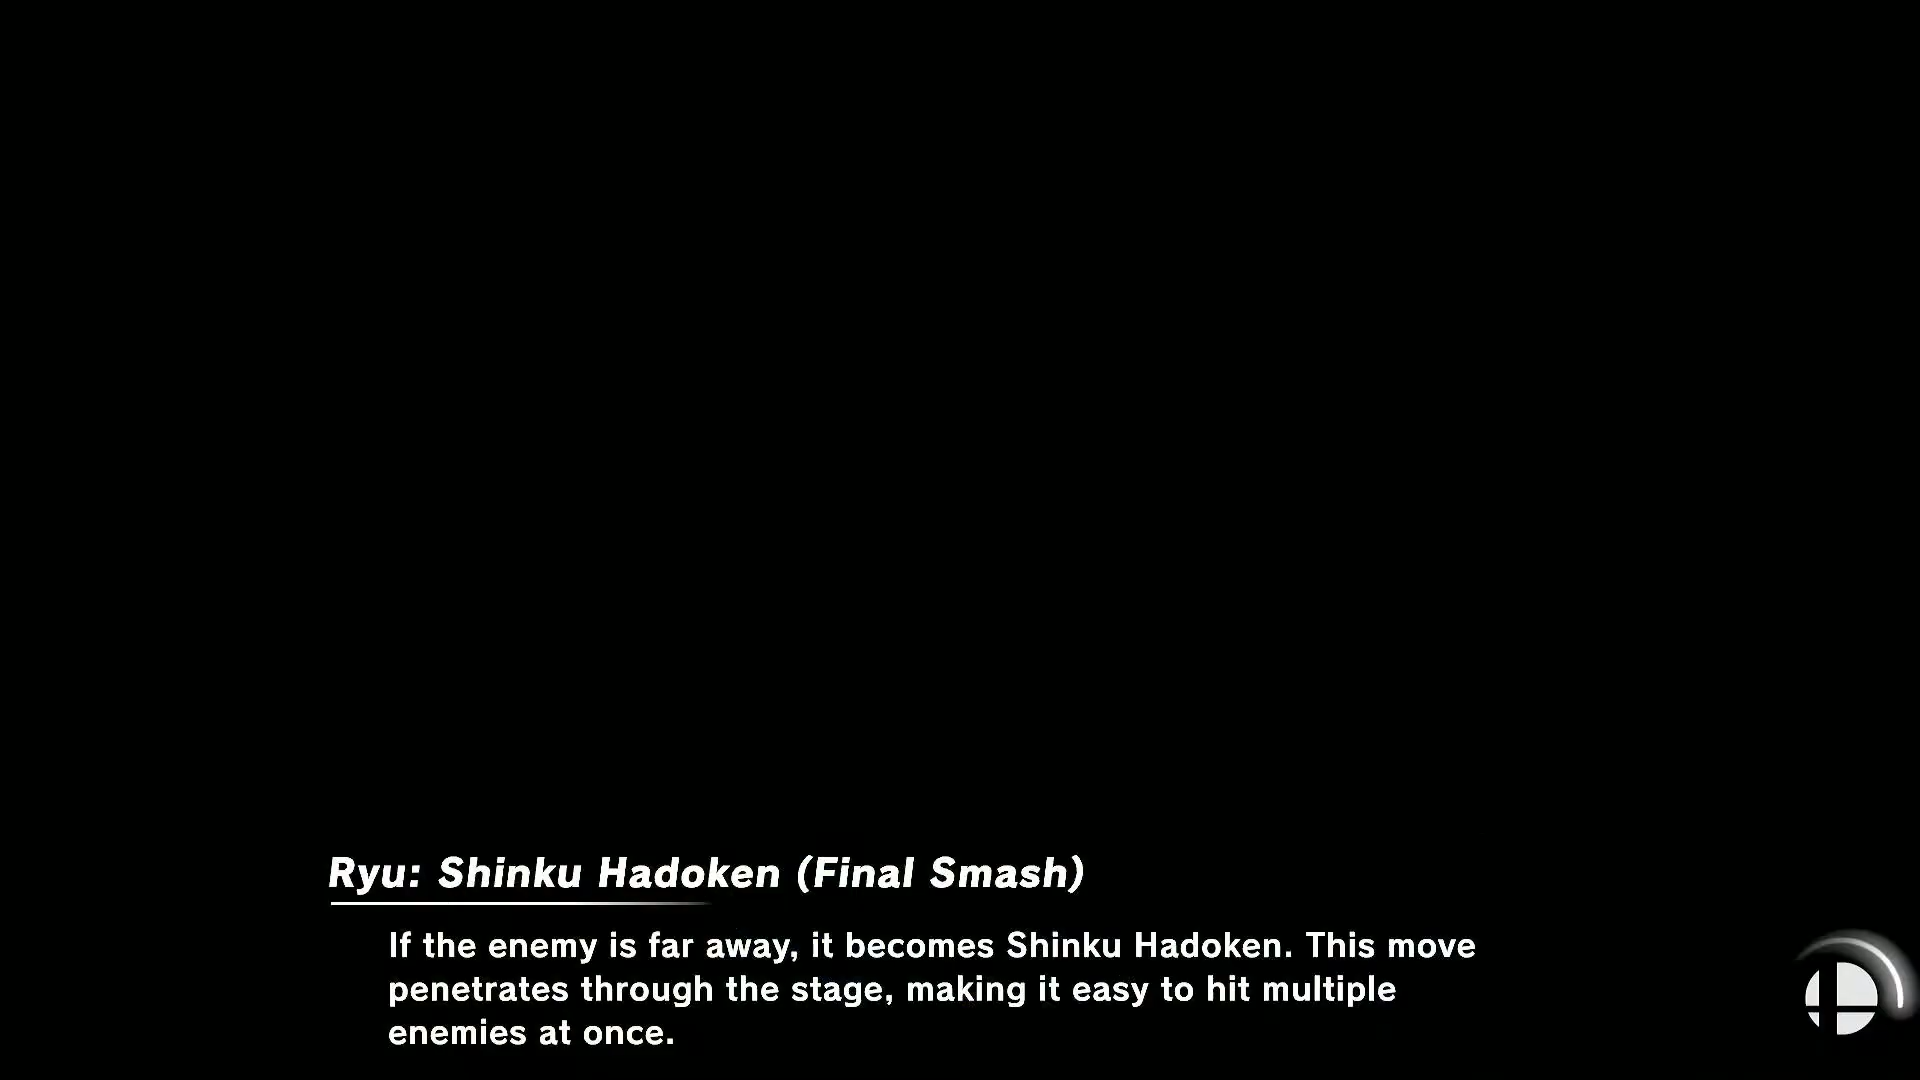 Ryu: Shinku Hadoken (Final Smash)
If the enemy is far away, it becomes Shinku Hadoken. This move
penetrates through the stage, making it easy to hit multiple
enemies at once.